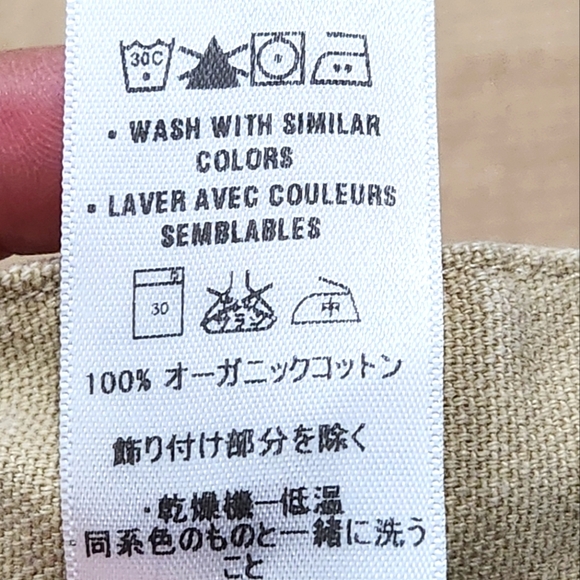 30C
• WASH WITH SIMILAR
COLORS
• LAVER AVEC COULEURS
SEMBLABLES
30 中
100% オーガニックコットン
飾り付け部分を除く
・乾燥機一低温
・同系色のものと一緒に洗う
こと